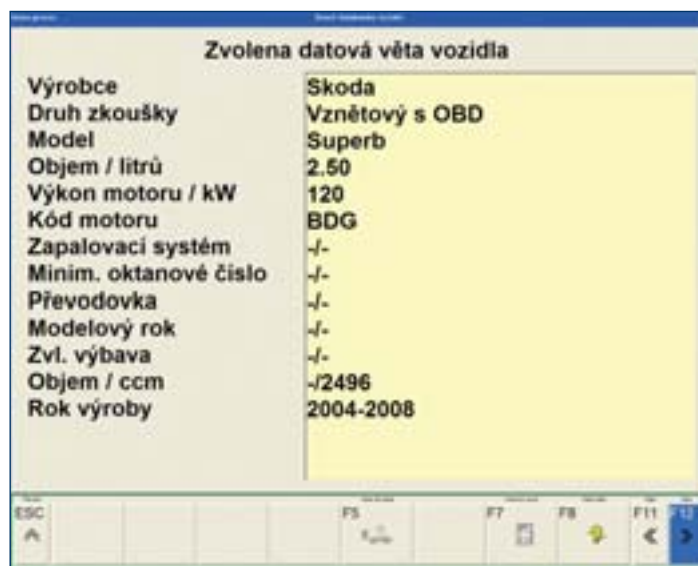 Zvolena datová věta vozidla
Výrobce Skoda
Druh zkoušky Vznětový s OBD
Model Superb
Objem / litrů 2.50
Výkon motoru / kW 120
Kód motoru BDG
Zapalovací systém -/-
Minim. oktanové číslo -/-
Převodovka -/-
Modelový rok -/-
Zvl. výbava -/-
Objem / ccm -/2496
Rok výroby 2004-2008
ESC F5 F7 F8 F11 F12